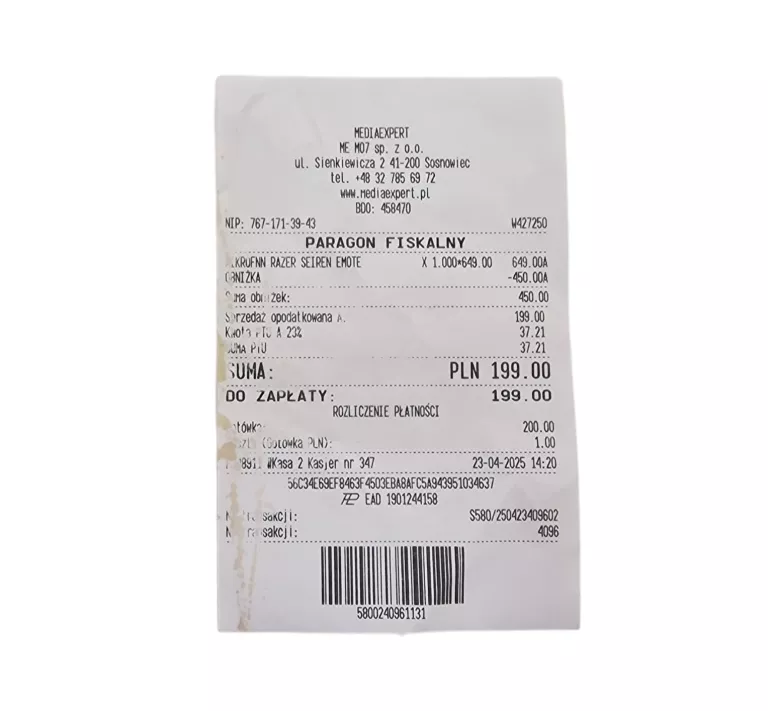 MEDIAEXPERT
ME M07 sp. z o.o.
ul. Sienkiewicza 2 41-200 Sosnowiec
tel. +48 32 785 69 72
www.mediaexpert.pl
BDO: 458470
NIP: 767-171-39-43 W427250
PARAGON FISKALNY
RAZER SEIREN EMOTE X 1.000*649.00 649.00A
-450.00A
450.00
opodatkowana A. 199.00
A 23% 37.21
PTU 37.21
SUMA: PLN 199.00
DO ZAPŁATY: 199.00
ROZLICZENIE PŁATNOŚCI
200.00
(Gotówka PLN): 1.00
#Kasa 2 Kasjer nr 347 23-04-2025 14:20
56C34E69EF8463F4503EBA8AFC5A943951034637
EAD 1901244158
S580/250423409602
4096
5800240961131